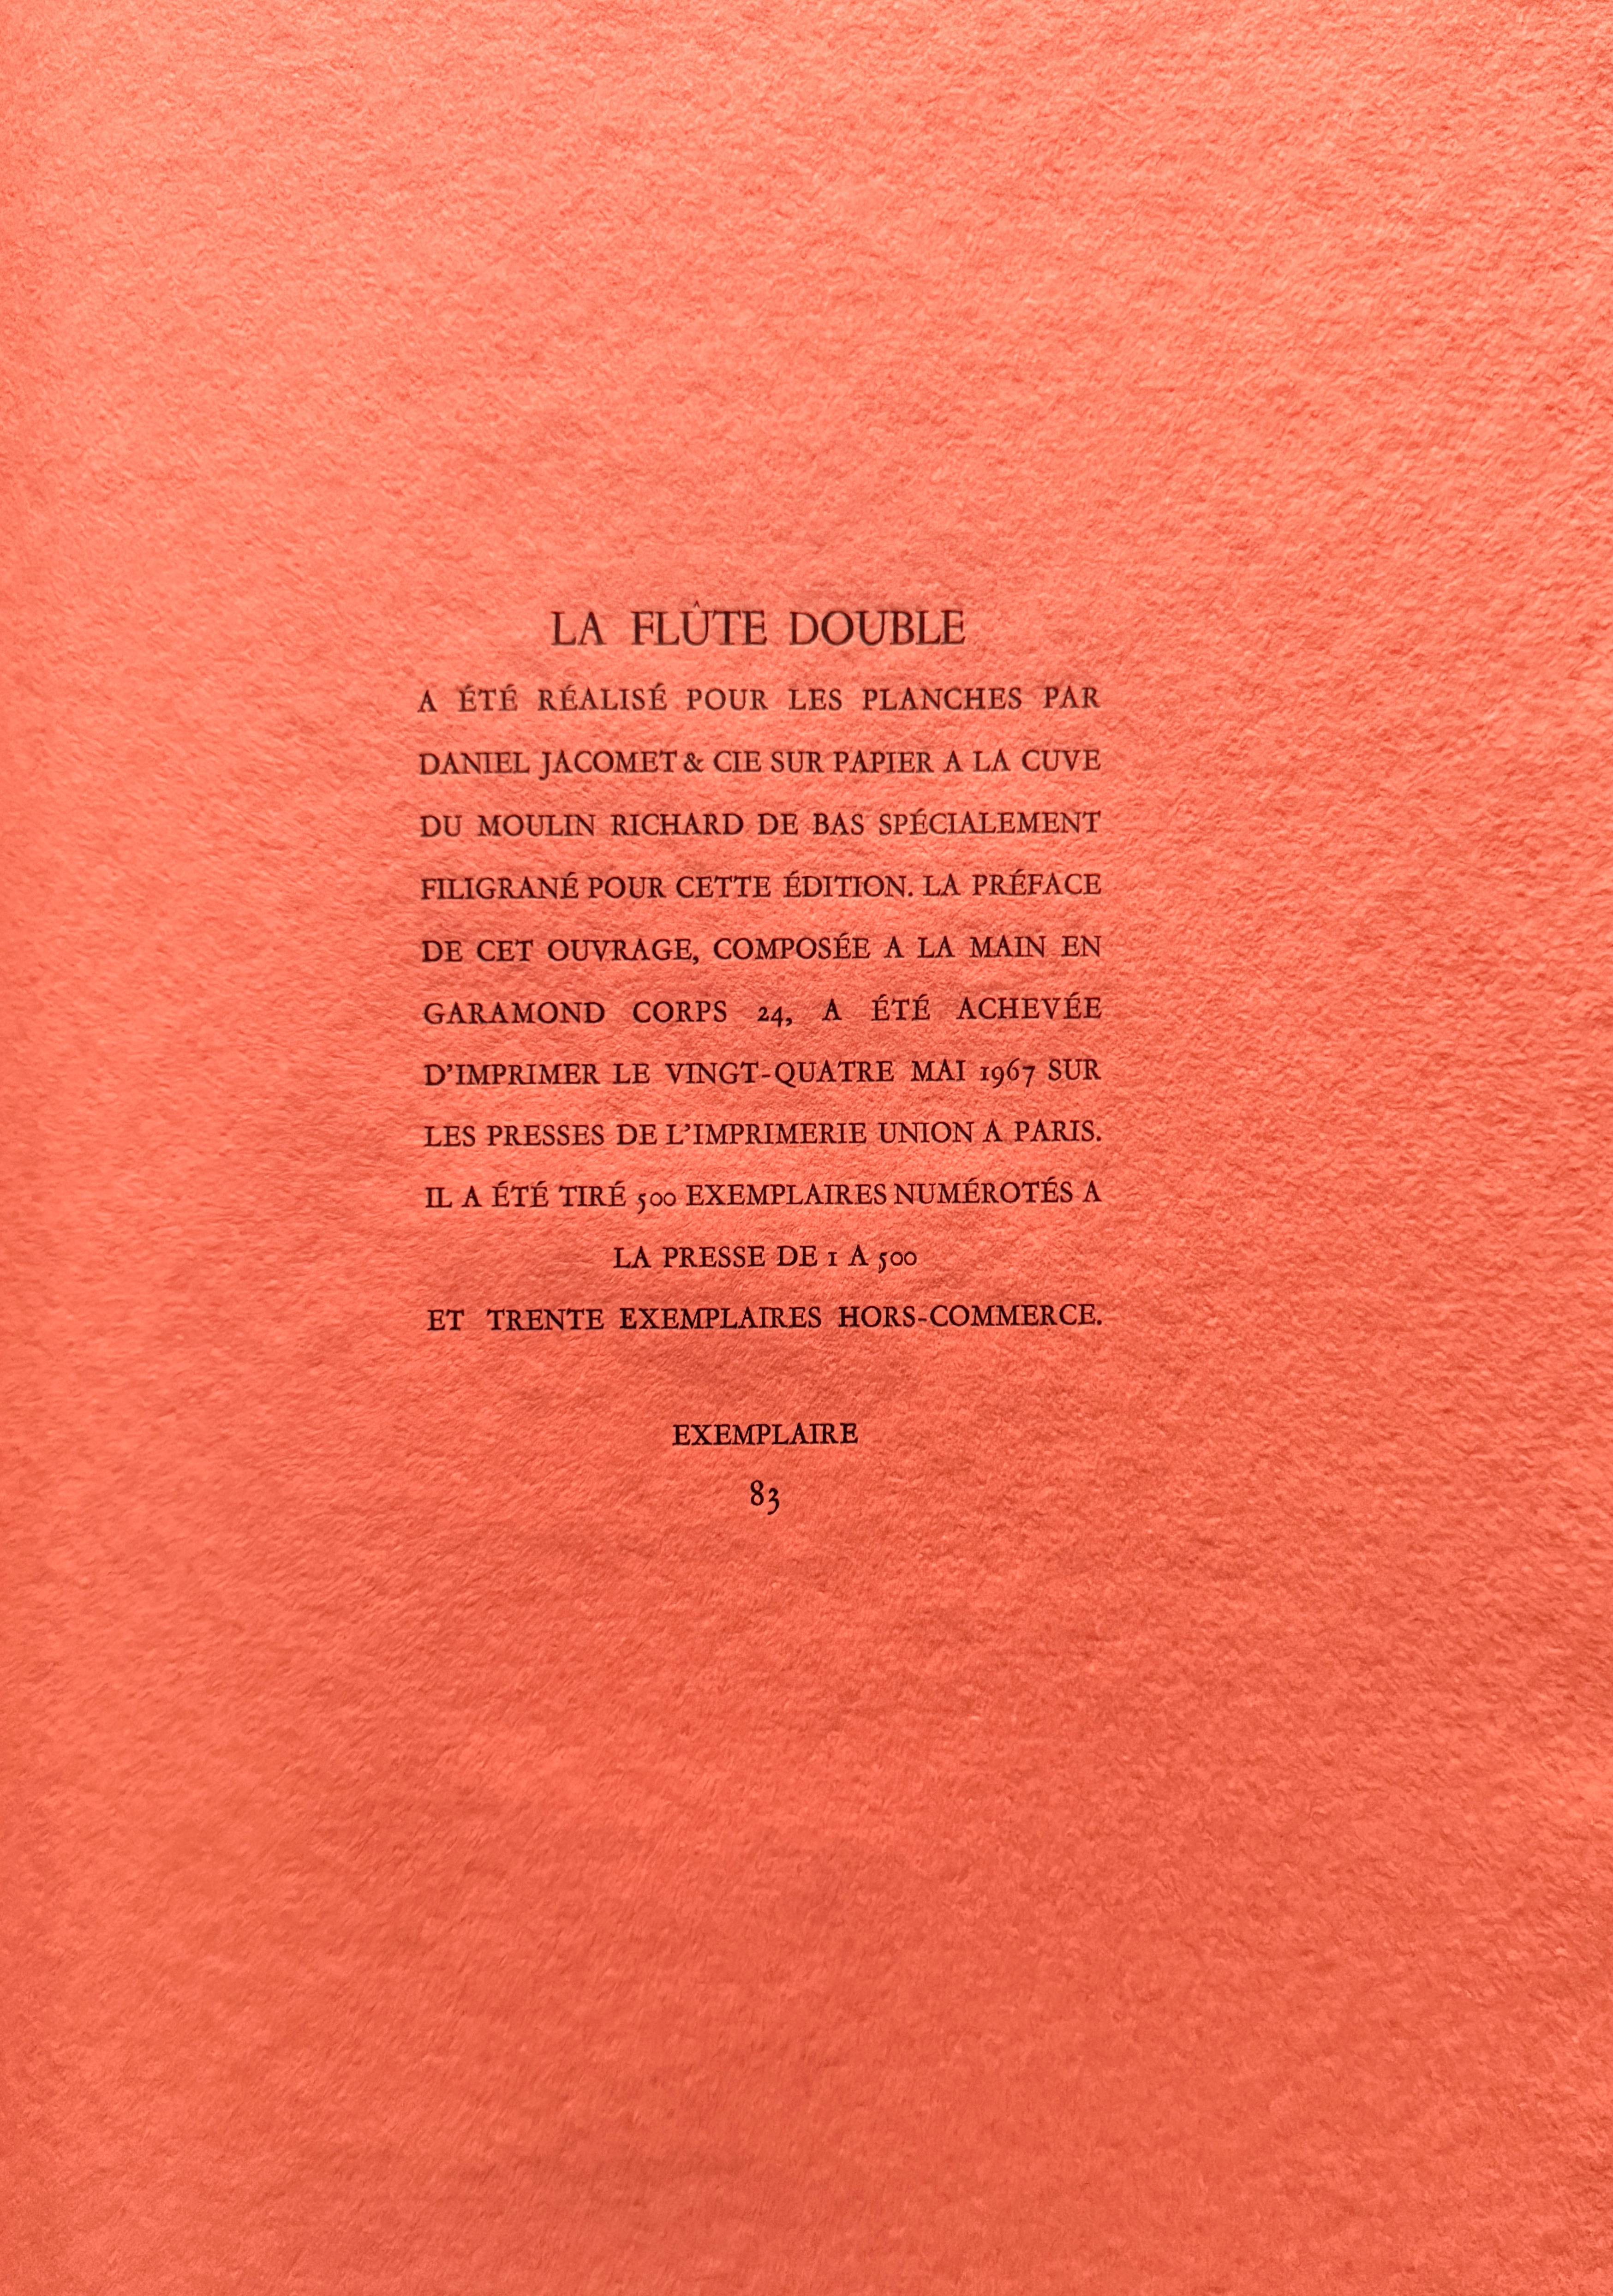 LA FLÛTE DOUBLE
A ÉTÉ RÉALISÉ POUR LES PLANCHES PAR
DANIEL JACOMET & CIE SUR PAPIER A LA CUVE
DU MOULIN RICHARD DE BAS SPÉCIALEMENT
FILIGRANÉ POUR CETTE ÉDITION. LA PRÉFACE
DE CET OUVRAGE, COMPOSÉE A LA MAIN EN
GARAMOND CORPS 24, A ÉTÉ ACHEVÉE
D'IMPRIMER LE VINGT-QUATRE MAI 1967 SUR
LES PRESSES DE L'IMPRIMERIE UNION A PARIS.
IL A ÉTÉ TIRÉ 500 EXEMPLAIRES NUMÉROTÉS A
LA PRESSE DE 1 A 500
ET TRENTE EXEMPLAIRES HORS-COMMERCE.
EXEMPLAIRE
83